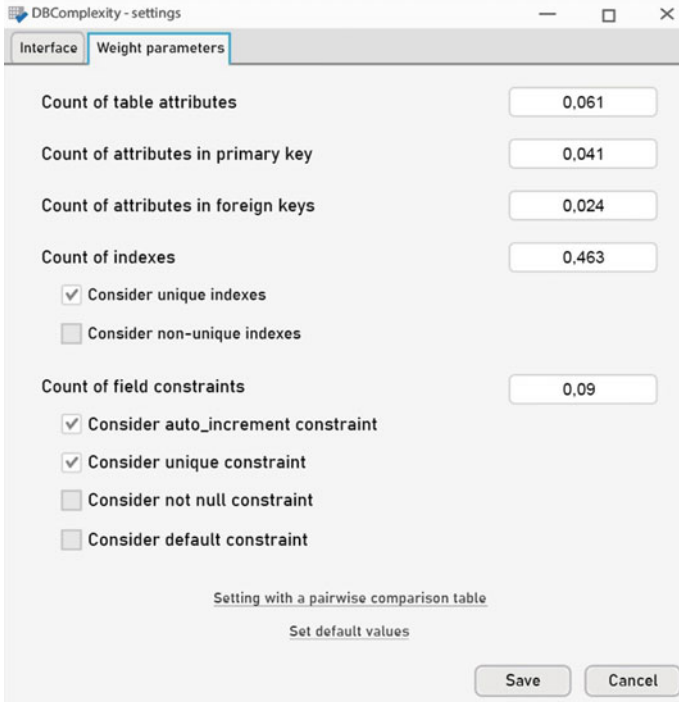 DBComplexity - settings
Interface Weight parameters
Count of table attributes 0,061
Count of attributes in primary key 0,041
Count of attributes in foreign keys 0,024
Count of indexes 0,463
Consider unique indexes
Consider non-unique indexes
Count of field constraints 0,09
Consider auto_increment constraint
Consider unique constraint
Consider not null constraint
Consider default constraint
Setting with a pairwise comparison table
Set default values
Save Cancel